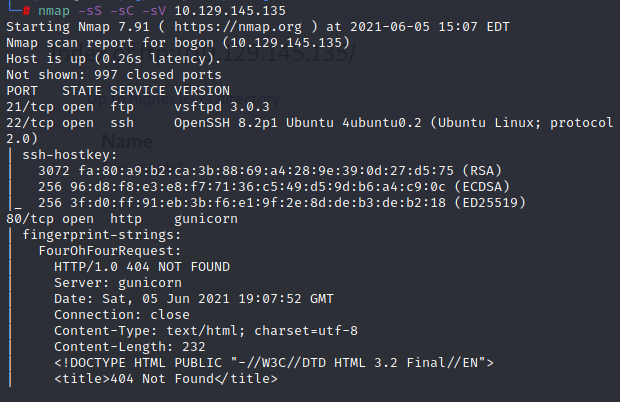 └─# nmap -sS -sC -sV 10.129.145.135
Starting Nmap 7.91 ( https://nmap.org ) at 2021-06-05 15:07 EDT
Nmap scan report for bogon (10.129.145.135)
Host is up (0.26s latency).
Not shown: 997 closed ports
PORT   STATE SERVICE VERSION
21/tcp open  ftp     vsftpd 3.0.3
22/tcp open  ssh     OpenSSH 8.2p1 Ubuntu 4ubuntu0.2 (Ubuntu Linux; protocol
2.0)
| ssh-hostkey:
|   3072 fa:80:a9:b2:ca:3b:88:69:a4:28:9e:39:0d:27:d5:75 (RSA)
|   256 96:d8:f8:e3:e8:f7:71:36:c5:49:d5:9d:b6:a4:c9:0c (ECDSA)
|_  256 3f:d0:ff:91:eb:3b:f6:e1:9f:2e:8d:de:b3:de:b2:18 (ED25519)
80/tcp open  http    gunicorn
| fingerprint-strings:
|   FourOhFourRequest:
|     HTTP/1.0 404 NOT FOUND
|     Server: gunicorn
|     Date: Sat, 05 Jun 2021 19:07:52 GMT
|     Connection: close
|     Content-Type: text/html; charset=utf-8
|     Content-Length: 232
|     <!DOCTYPE HTML PUBLIC "-//W3C//DTD HTML 3.2 Final//EN">
|     <title>404 Not Found</title>
Name